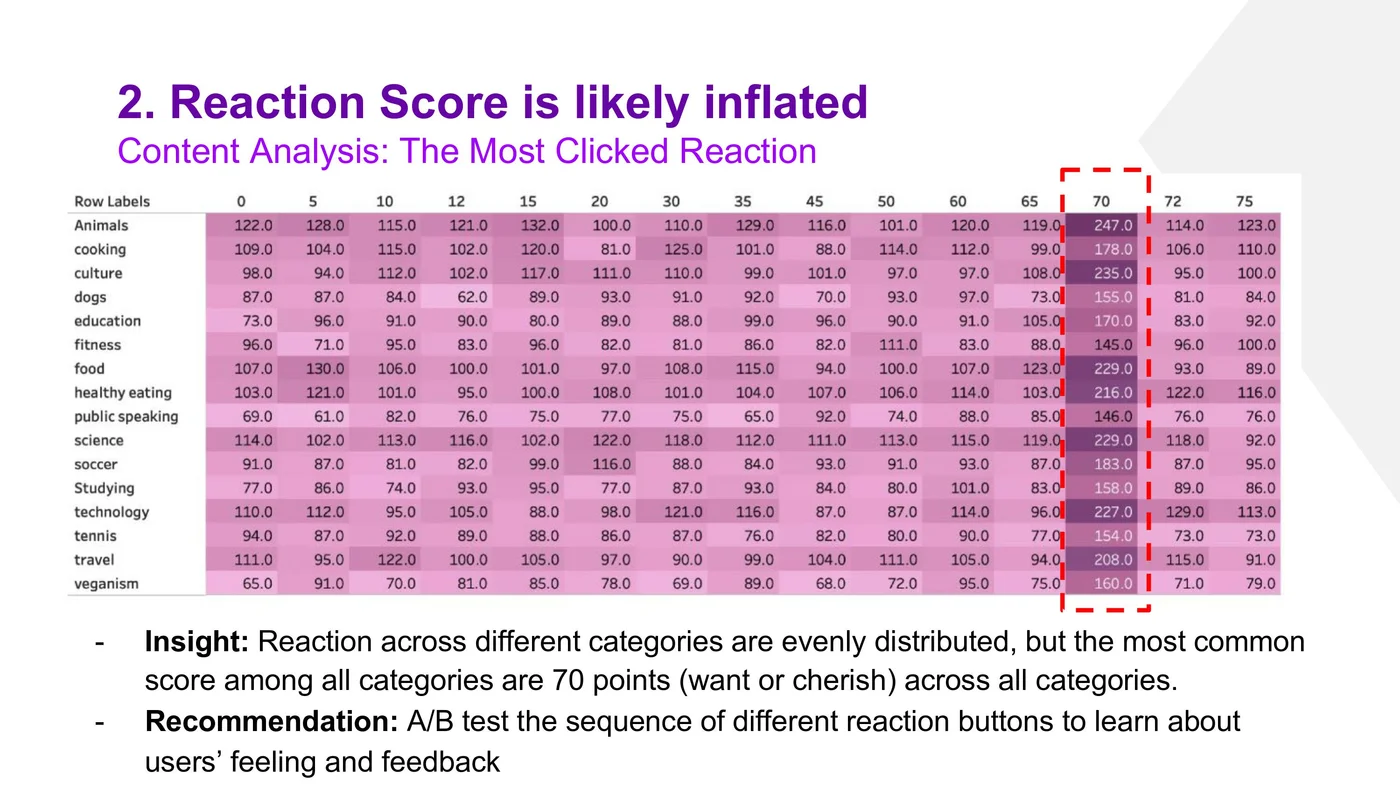 2. Reaction Score is likely inflated
Content Analysis: The Most Clicked Reaction
Row Labels 0 5 10 12 15 20 30 35 45 50 60 65 70 72 75
Animals 122.0 128.0 115.0 121.0 132.0 100.0 110.0 129.0 116.0 101.0 120.0 119.0 247.0 114.0 123.0
cooking 109.0 104.0 115.0 102.0 120.0 81.0 125.0 101.0 88.0 114.0 112.0 99.0 178.0 106.0 110.0
culture 98.0 94.0 112.0 102.0 117.0 111.0 110.0 99.0 101.0 97.0 97.0 108.0 235.0 95.0 100.0
dogs 87.0 87.0 84.0 62.0 89.0 93.0 91.0 92.0 70.0 93.0 97.0 73.0 155.0 81.0 84.0
education 73.0 96.0 91.0 90.0 80.0 89.0 88.0 99.0 96.0 90.0 91.0 105.0 170.0 83.0 92.0
fitness 96.0 71.0 95.0 83.0 96.0 82.0 81.0 86.0 82.0 111.0 83.0 88.0 145.0 96.0 100.0
food 107.0 130.0 106.0 100.0 101.0 97.0 108.0 115.0 94.0 100.0 107.0 123.0 229.0 93.0 89.0
healthy eating 103.0 121.0 101.0 95.0 100.0 108.0 101.0 104.0 107.0 106.0 114.0 103.0 216.0 122.0 116.0
public speaking 69.0 61.0 82.0 76.0 75.0 77.0 75.0 65.0 92.0 74.0 88.0 85.0 146.0 76.0 76.0
science 114.0 102.0 113.0 116.0 102.0 122.0 118.0 112.0 111.0 113.0 115.0 119.0 229.0 118.0 92.0
soccer 91.0 87.0 81.0 82.0 99.0 116.0 88.0 84.0 93.0 91.0 93.0 87.0 183.0 87.0 95.0
Studying 77.0 86.0 74.0 93.0 95.0 77.0 87.0 93.0 84.0 80.0 101.0 83.0 158.0 89.0 86.0
technology 110.0 112.0 95.0 105.0 88.0 98.0 121.0 116.0 87.0 87.0 114.0 96.0 227.0 129.0 113.0
tennis 94.0 87.0 92.0 89.0 88.0 86.0 87.0 76.0 82.0 80.0 90.0 77.0 154.0 73.0 73.0
travel 111.0 95.0 122.0 100.0 105.0 97.0 90.0 99.0 104.0 111.0 105.0 94.0 208.0 115.0 91.0
veganism 65.0 91.0 70.0 81.0 85.0 78.0 69.0 89.0 68.0 72.0 95.0 75.0 160.0 71.0 79.0
- Insight: Reaction across different categories are evenly distributed, but the most common
score among all categories are 70 points (want or cherish) across all categories.
- Recommendation: A/B test the sequence of different reaction buttons to learn about
users’ feeling and feedback